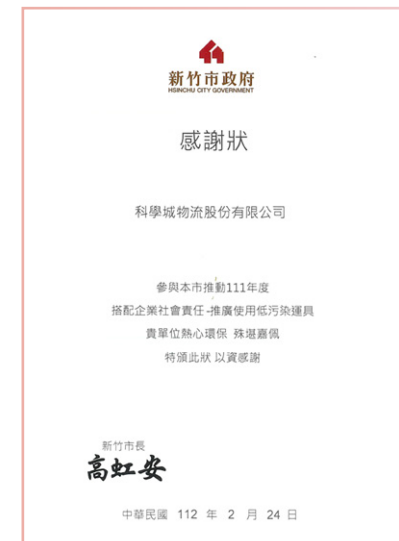 新竹市政府
HSINCHU CITY GOVERNMENT
感謝狀
科學城物流股份有限公司
參與本市推動111年度
搭配企業社會責任-推廣使用低污染運具
貴單位熱心環保 殊堪嘉佩
特頒此狀 以資感謝
新竹市長
高虹安
中華民國 112 年 2 月 24 日